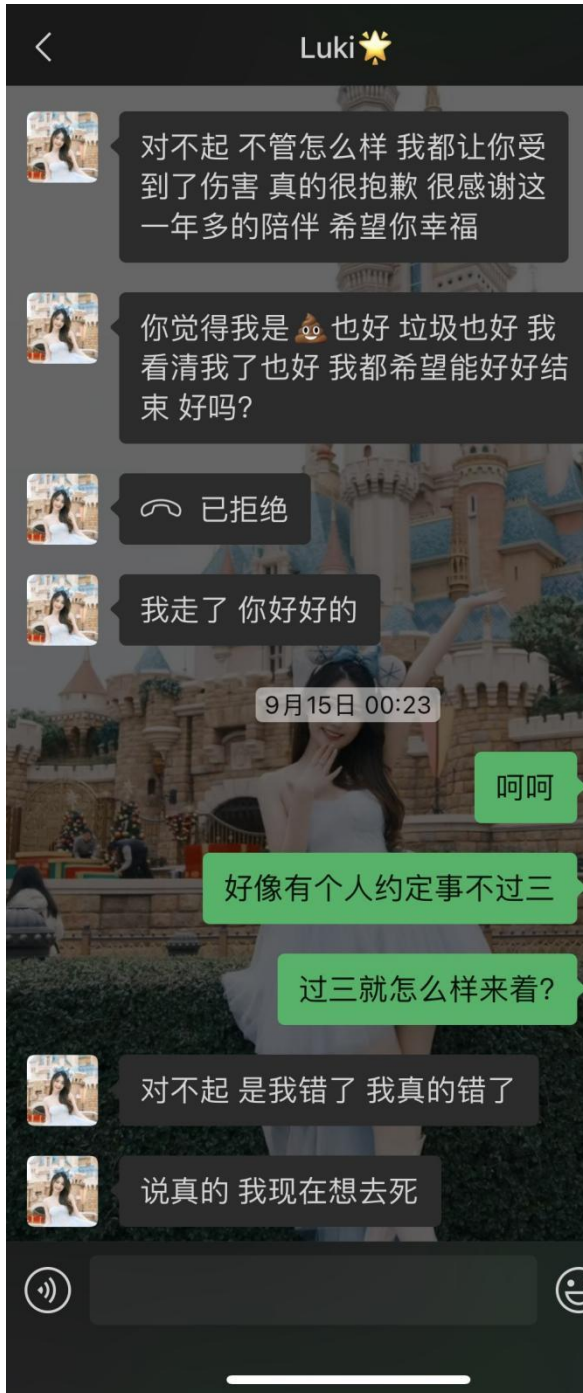 Luki🌟
对不起 不管怎么样 我都让你受
到了伤害 真的很抱歉 很感谢这
一年多的陪伴 希望你幸福
你觉得我是💩也好 垃圾也好 我
看清我了也好 我都希望能好好结
束 好吗?
已拒绝
我走了 你好好的
9月15日 00:23
呵呵
好像有个人约定事不过三
过三就怎么样来着?
对不起 是我错了 我真的错了
说真的 我现在想去死